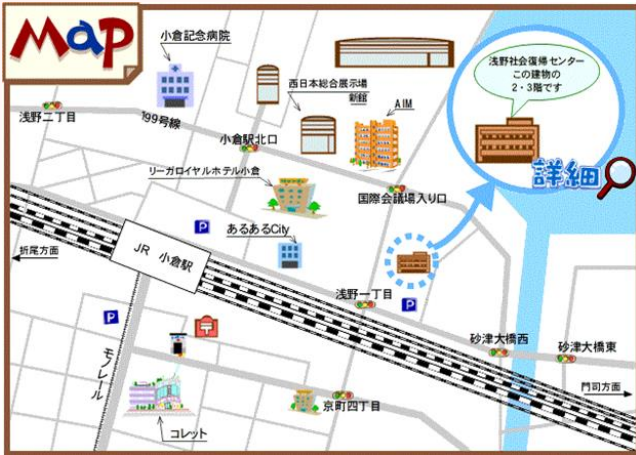 Map
小倉記念病院
浅野社会復帰センター
この建物の
2・3階です
西日本総合展示場
新館
AIM
浅野二丁目
199号線
小倉駅北口
詳細
リーガロイヤルホテル小倉
国際会議場入り口
P
あるあるCity
折尾方面
JR 小倉駅
浅野一丁目
P
P
砂津大橋西
砂津大橋東
モノレール
門司方面
京町四丁目
コレット